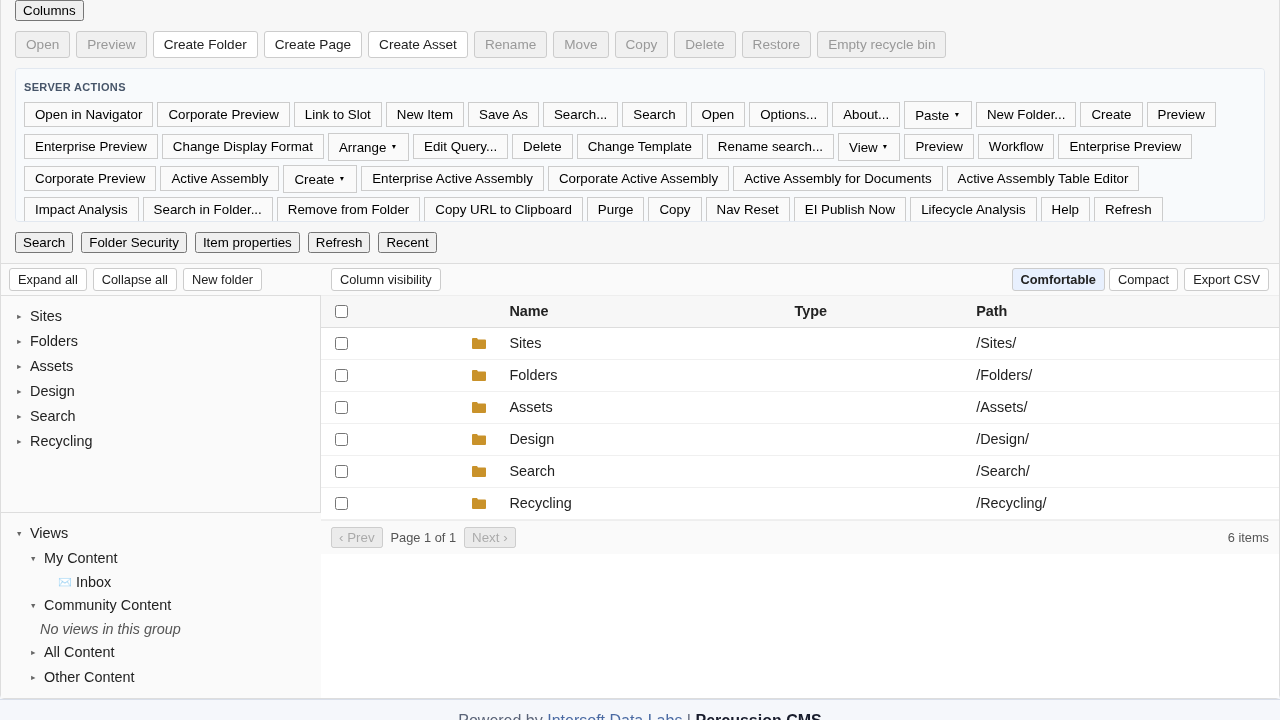 Columns
Open Preview Create Folder Create Page Create Asset Rename Move Copy Delete Restore Empty recycle bin
SERVER ACTIONS
Open in Navigator Corporate Preview Link to Slot New Item Save As Search... Search Open Options... About... Paste ▾ New Folder... Create Preview
Enterprise Preview Change Display Format Arrange ▾ Edit Query... Delete Change Template Rename search... View ▾ Preview Workflow Enterprise Preview
Corporate Preview Active Assembly Create ▾ Enterprise Active Assembly Corporate Active Assembly Active Assembly for Documents Active Assembly Table Editor
Impact Analysis Search in Folder... Remove from Folder Copy URL to Clipboard Purge Copy Nav Reset EI Publish Now Lifecycle Analysis Help Refresh
Search Folder Security Item properties Refresh Recent
Expand all Collapse all New folder Column visibility Comfortable Compact Export CSV
▸ Sites
▸ Folders
▸ Assets
▸ Design
▸ Search
▸ Recycling
Name Type Path
Sites /Sites/
Folders /Folders/
Assets /Assets/
Design /Design/
Search /Search/
Recycling /Recycling/
‹ Prev Page 1 of 1 Next › 6 items
▾ Views
▾ My Content
Inbox
▾ Community Content
No views in this group
▸ All Content
▸ Other Content
Powered by Intersoft Data Labs | Percussion CMS